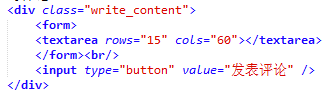 <div class="write_content">
<form>
<textarea rows="15" cols="60"></textarea>
</form><br/>
<input type="button" value="发表评论" />
</div>